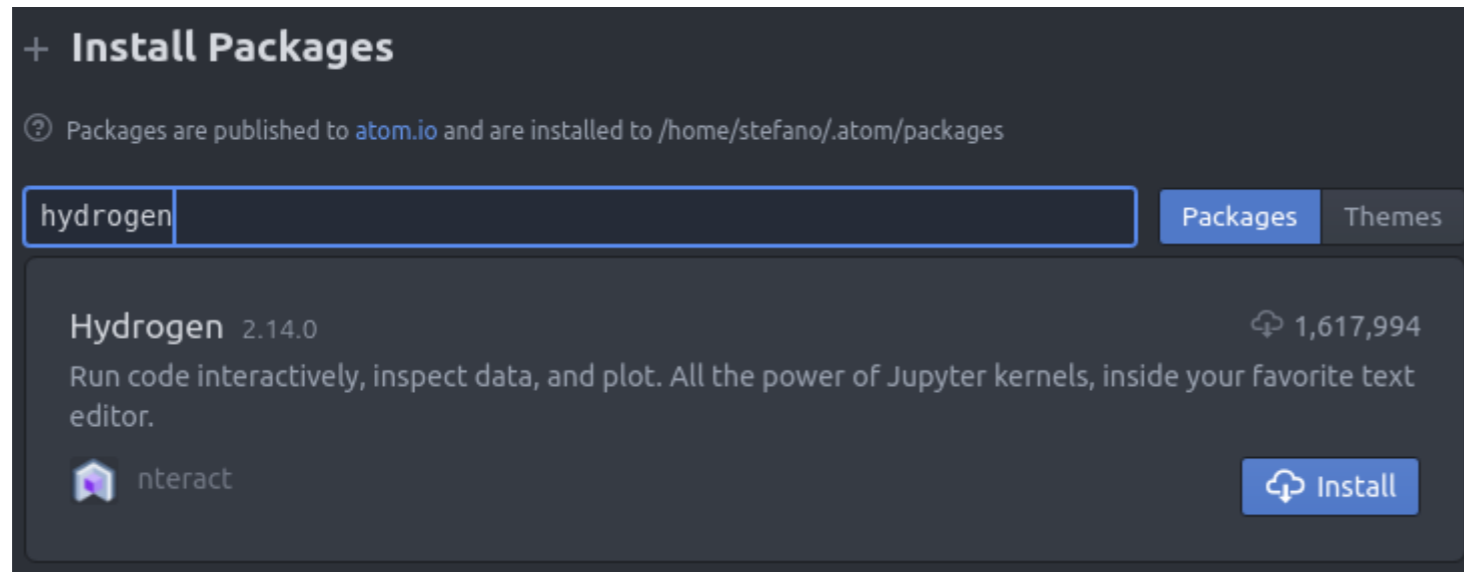 + Install Packages
? Packages are published to atom.io and are installed to /home/stefano/.atom/packages
hydrogen
Packages Themes
Hydrogen 2.14.0
1,617,994
Run code interactively, inspect data, and plot. All the power of Jupyter kernels, inside your favorite text
editor.
nteract
Install